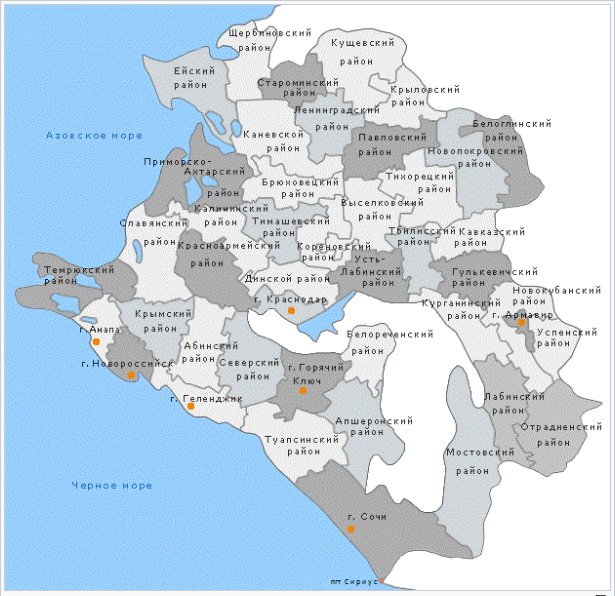 Щербиновский
район
Кущевский
район
Ейский
район
Староминский
район
Крыловский
район
Ленинградский
район
Белоглинский
район
Азовское море
Каневской
район
Павловский
район
Новопокровский
район
Приморско-
Ахтарский
район
Брюховецкий
район
Тихорецкий
район
Выселковский
район
Калининский
район
Славянский
район
Тимашевский
район
Тбилисский
район
Кавказский
район
Красноармейский
район
Кореновский
район
Усть-
Лабинский
район
Темрюкский
район
Динской район
Гулькевичский
район
г. Краснодар
Новокубанский
район
Курганинский
район
г. Армавир
Крымский
район
г.Анапа
Успенский
район
Абинский
район
Белореченский
район
г. Новороссийск
Северский
район
г. Горячий
Ключ
г. Геленджик
Лабинский
район
Апшеронский
район
Отрадненский
район
Туапсинский
район
Мостовский
район
Черное море
г. Сочи
пгт Сириус